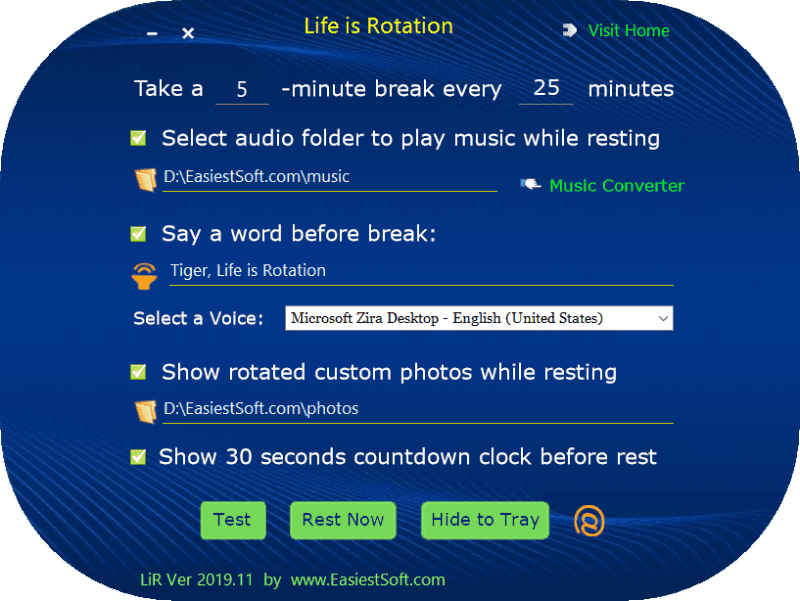 Life is Rotation
Visit Home
Take a 5 -minute break every 25 minutes
Select audio folder to play music while resting
D:\EasiestSoft.com\music
Music Converter
Say a word before break:
Tiger, Life is Rotation
Select a Voice: Microsoft Zira Desktop - English (United States)
Show rotated custom photos while resting
D:\EasiestSoft.com\photos
Show 30 seconds countdown clock before rest
Test Rest Now Hide to Tray
LiR Ver 2019.11 by www.EasiestSoft.com